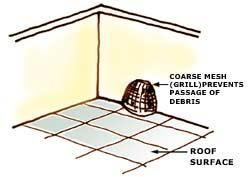 COARSE MESH
(GRILL)PREVENTS
PASSAGE OF
DEBRIS
ROOF
SURFACE